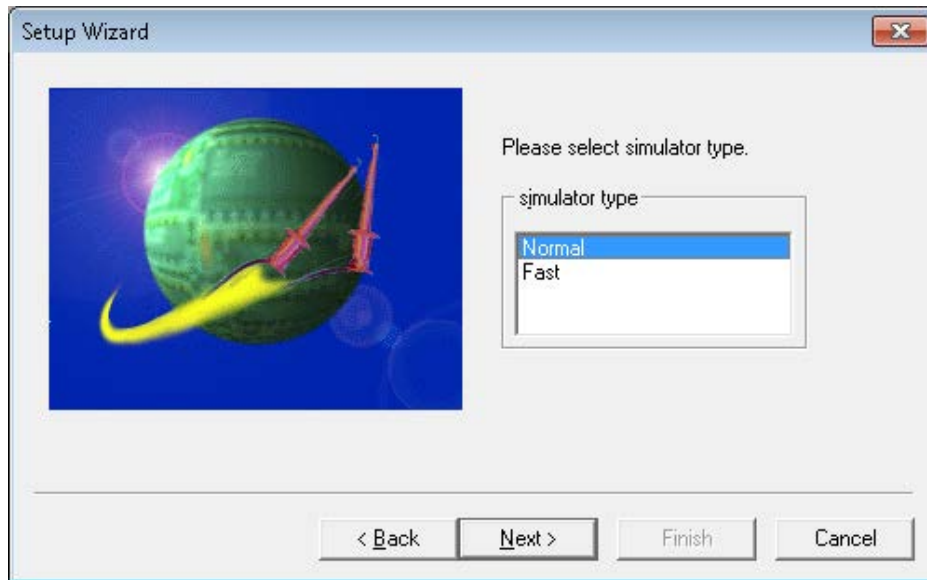 Setup Wizard
Please select simulator type.
simulator type
Normal
Fast
< Back
Next >
Finish
Cancel